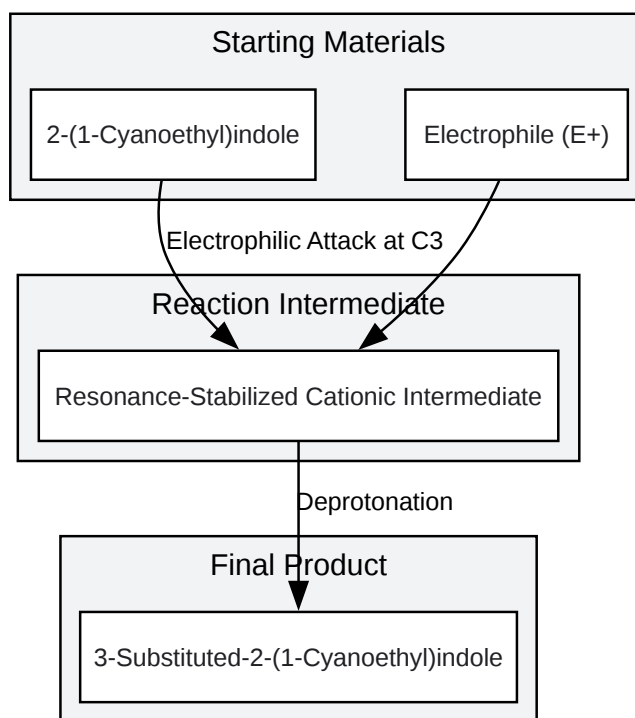 Starting Materials
2-(1-Cyanoethyl)indole
Electrophile (E+)
Electrophilic Attack at C3
Reaction Intermediate
Resonance-Stabilized Cationic Intermediate
Deprotonation
Final Product
3-Substituted-2-(1-Cyanoethyl)indole